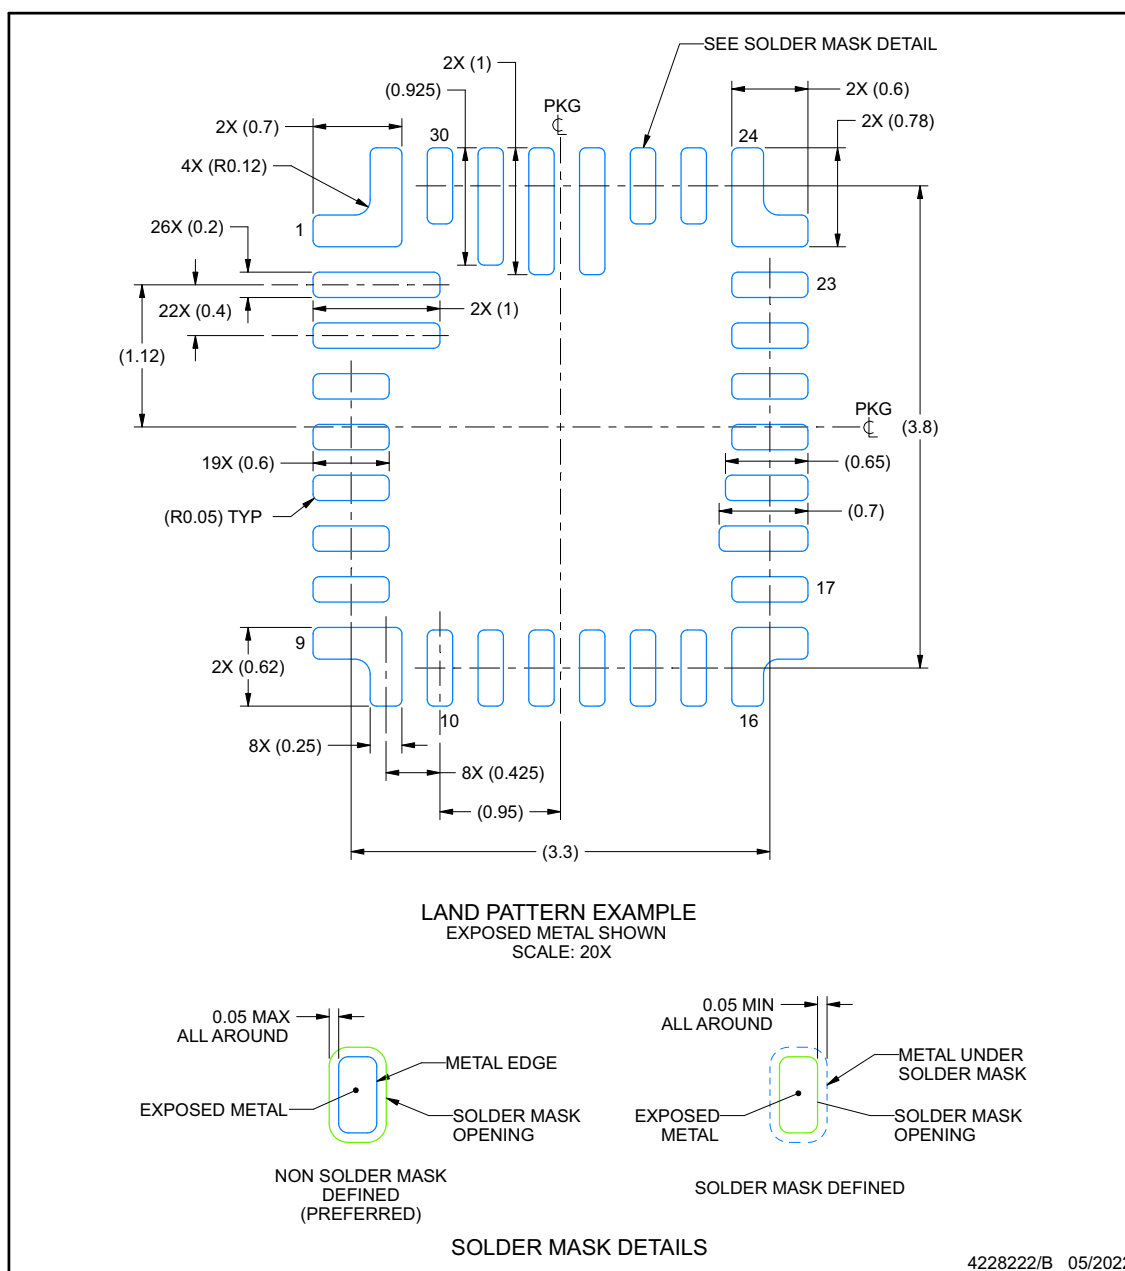 SEE SOLDER MASK DETAIL
2X (1)
(0.925)
PKG
℄
2X (0.6)
2X (0.7)
30
24
2X (0.78)
4X (R0.12)
1
26X (0.2)
23
22X (0.4)
2X (1)
(1.12)
PKG
℄
(3.8)
19X (0.6)
(0.65)
(R0.05) TYP
(0.7)
17
9
2X (0.62)
10
16
8X (0.25)
8X (0.425)
(0.95)
(3.3)
LAND PATTERN EXAMPLE
EXPOSED METAL SHOWN
SCALE: 20X
0.05 MAX
ALL AROUND
METAL EDGE
EXPOSED METAL
SOLDER MASK
OPENING
NON SOLDER MASK
DEFINED
(PREFERRED)
0.05 MIN
ALL AROUND
METAL UNDER
SOLDER MASK
EXPOSED
METAL
SOLDER MASK
OPENING
SOLDER MASK DEFINED
SOLDER MASK DETAILS
4228222/B 05/2022